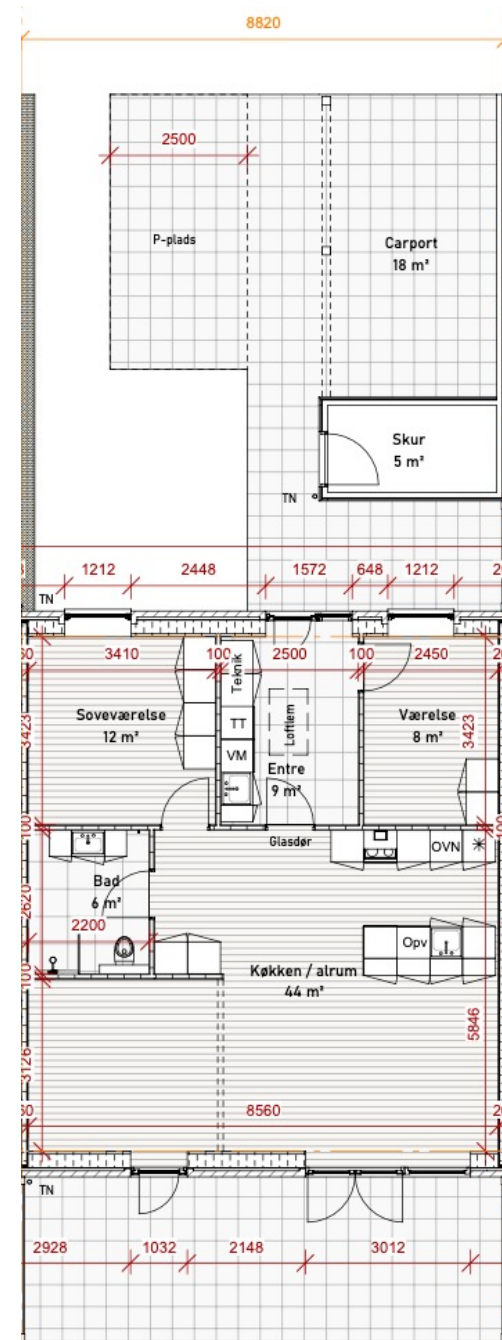 8820
2500
P-plads
Carport
18 m²
Skur
5 m²
TN
1212 2448 1572 648 1212
TN
3410 100 2500 100 2450
Teknik
3423
Soveværelse
12 m²
TT
Loftlem
Værelse
8 m²
3423
VM
Entre
9 m²
100
Glasdør
OVN
100
Bad
6 m²
2620
2200
Opv
100
Køkken / alrum
44 m²
5846
3126
8560
TN
2928 1032 2148 3012